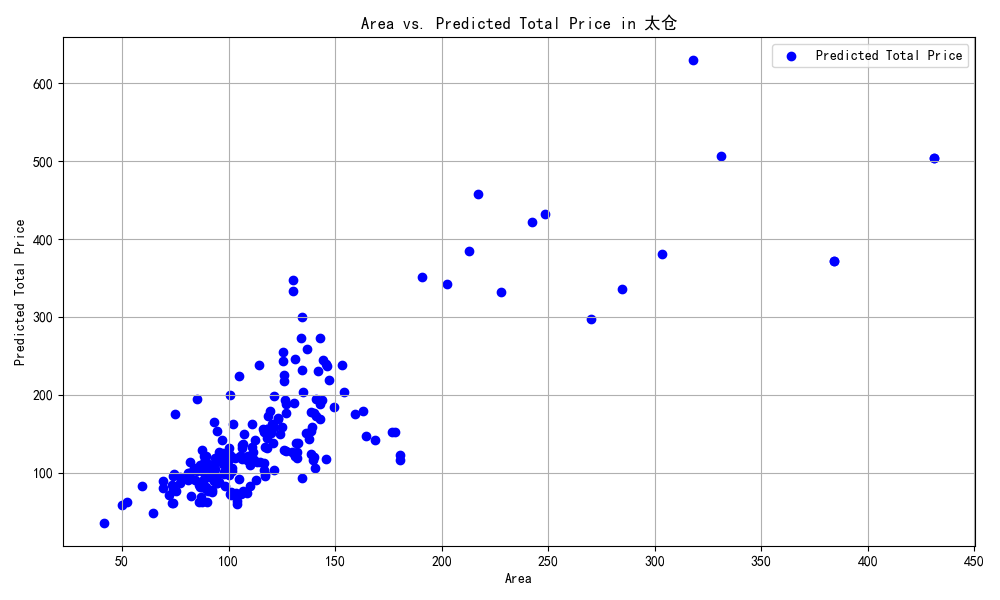 Area vs. Predicted Total Price in 太仓
Predicted Total Price
600
500
400
300
200
100
Predicted Total Price
50 100 150 200 250 300 350 400 450
Area